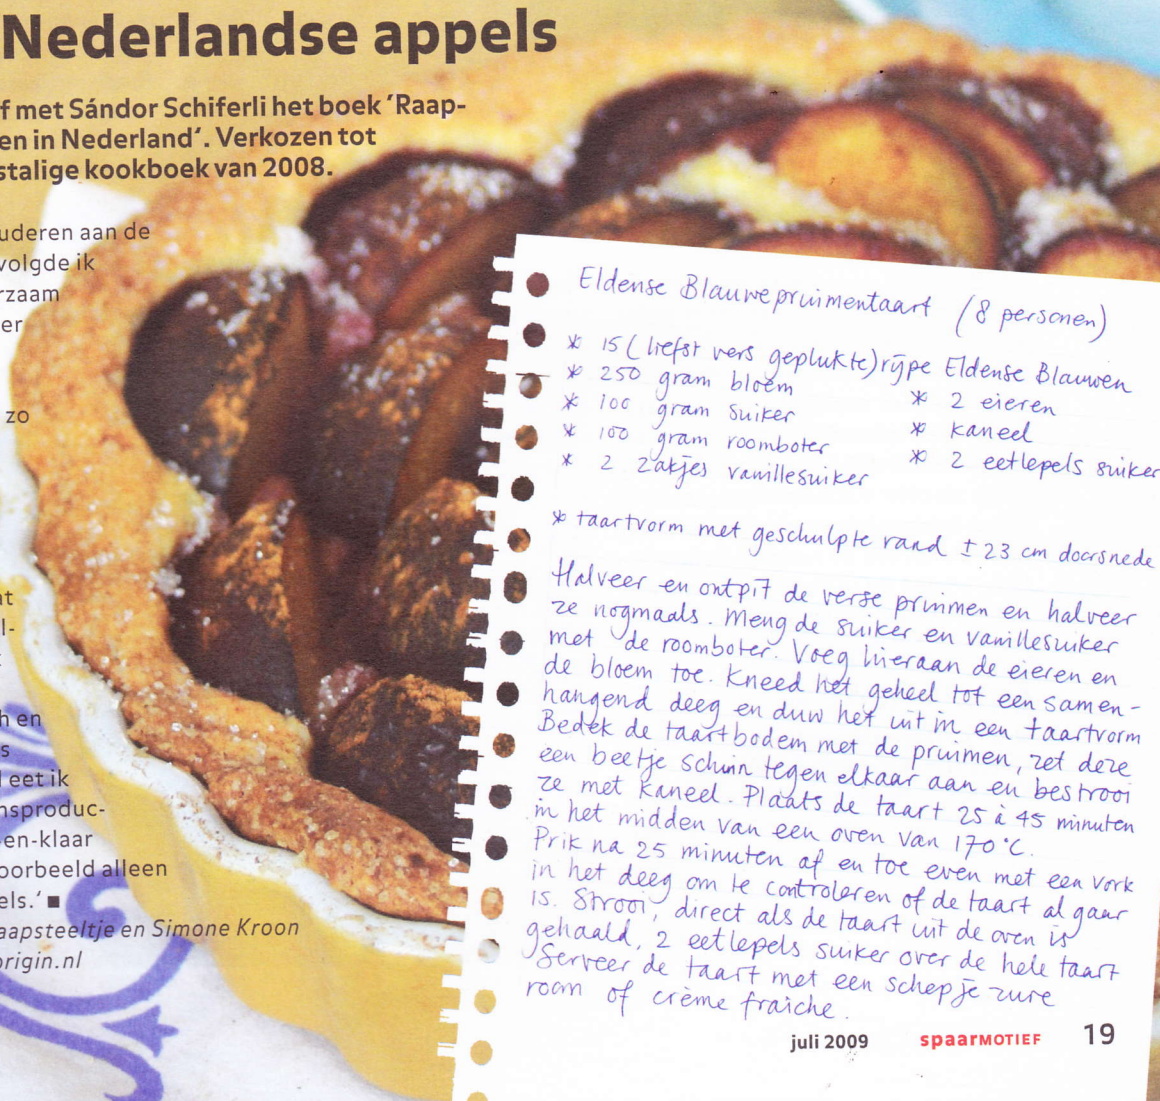 Nederlandse appels
f met Sándor Schiferli het boek ‘Raap-
en in Nederland’. Verkozen tot
stalige kookboek van 2008.
uderen aan de
volgde ik
rzaam
er
zo
at
l-
h en
s
l eet ik
nsproduc-
-en-klaar
oorbeeld alleen
els.’ ■
aapsteeltje en Simone Kroon
origin.nl
Eldense Blauwepruimentaart (8 personen)
* 15 (liefst vers geplukte) rijpe Eldense Blauwen
* 250 gram bloem
* 100 gram suiker
* 100 gram roomboter
* 2 zakjes vanillesuiker
* 2 eieren
* kaneel
* 2 eetlepels suiker
* taartvorm met geschulpte rand ± 23 cm doorsnede
Halveer en ontpit de verse pruimen en halveer
ze nogmaals. Meng de suiker en vanillesuiker
met de roomboter. Voeg hieraan de eieren en
de bloem toe. Kneed het geheel tot een samen-
hangend deeg en duw het uit in een taartvorm
Bedek de taartbodem met de pruimen, zet deze
een beetje schuin tegen elkaar aan en bestrooi
ze met kaneel. Plaats de taart 25 à 45 minuten
in het midden van een oven van 170°C.
Prik na 25 minuten af en toe even met een vork
in het deeg om te controleren of de taart al gaar
is. Strooi, direct als de taart uit de oven is
gehaald, 2 eetlepels suiker over de hele taart
Serveer de taart met een schepje zure
room of crème fraîche.
juli 2009 spaarMOTIEF 19